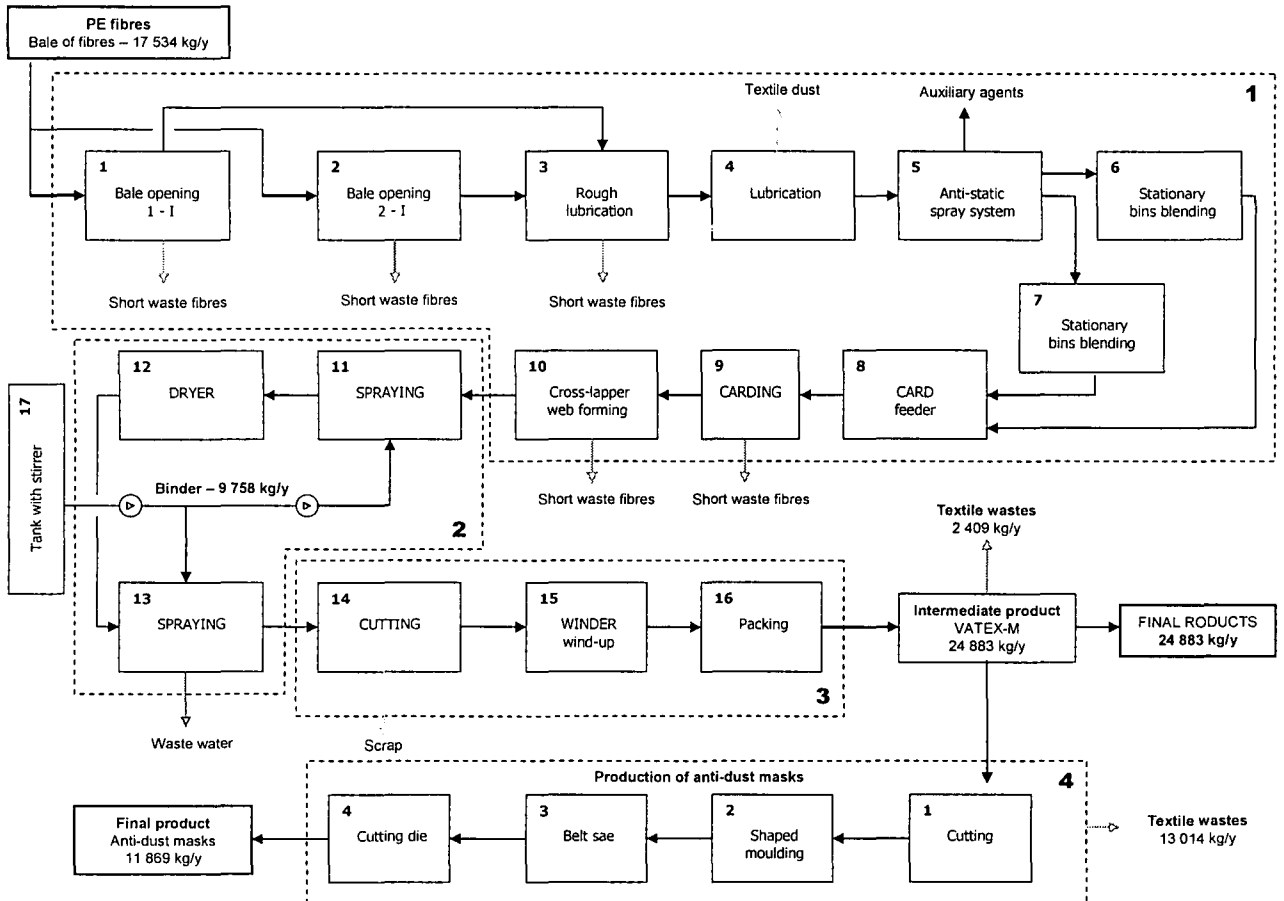 PE fibres
Bale of fibres – 17 534 kg/y
1
Textile dust
Auxiliary agents
1
Bale opening
1 - I
2
Bale opening
2 - I
3
Rough
lubrication
4
Lubrication
5
Anti-static
spray system
6
Stationary
bins blending
Short waste fibres
Short waste fibres
Short waste fibres
7
Stationary
bins blending
12
DRYER
11
SPRAYING
10
Cross-lapper
web forming
9
CARDING
8
CARD
feeder
17
Tank with stirrer
Binder – 9 758 kg/y
Short waste fibres
Short waste fibres
2
Textile wastes
2 409 kg/y
13
SPRAYING
14
CUTTING
15
WINDER
wind-up
16
Packing
Intermediate product
VATEX-M
24 883 kg/y
FINAL RODUCTS
24 883 kg/y
3
Waste water
Scrap
Production of anti-dust masks
4
Final product
Anti-dust masks
11 869 kg/y
4
Cutting die
3
Belt sae
2
Shaped
moulding
1
Cutting
Textile wastes
13 014 kg/y